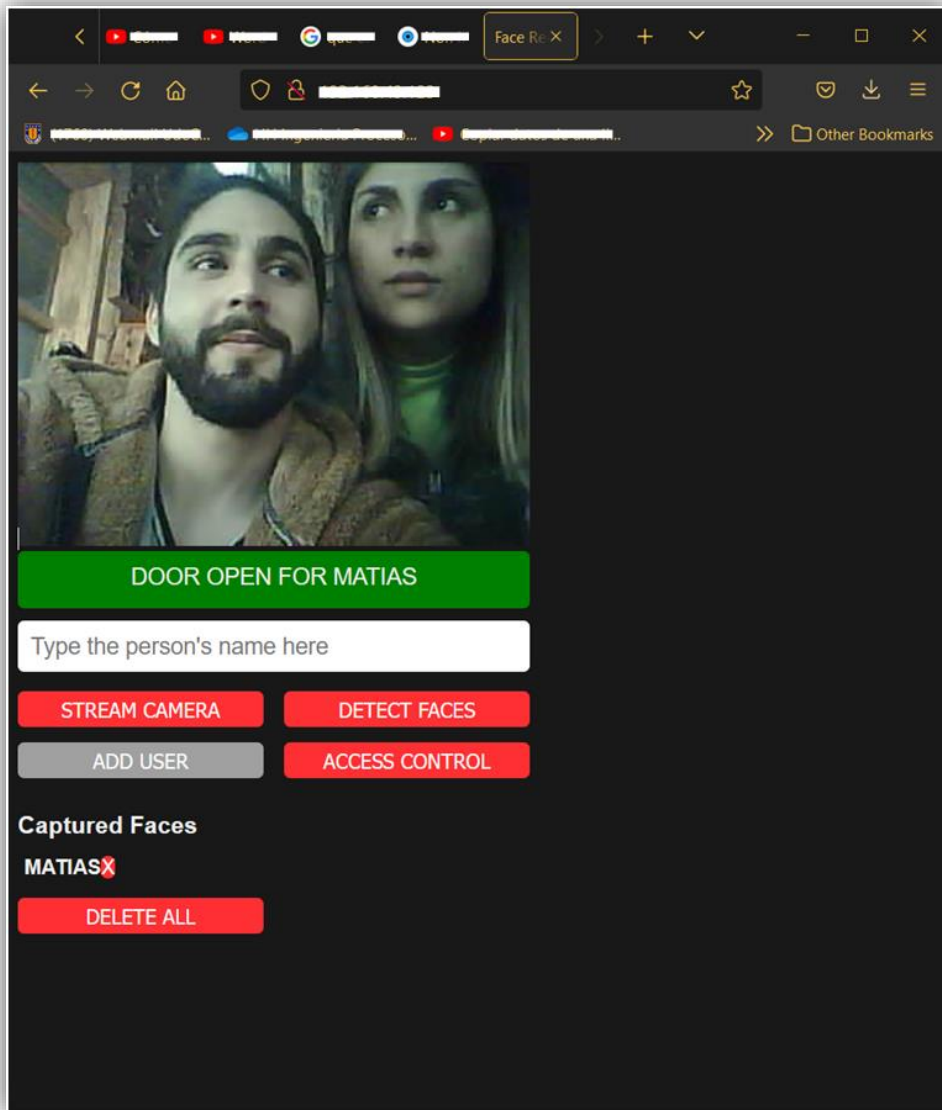 Face Re
Other Bookmarks
DOOR OPEN FOR MATIAS
Type the person's name here
STREAM CAMERA
DETECT FACES
ADD USER
ACCESS CONTROL
Captured Faces
MATIASX
DELETE ALL